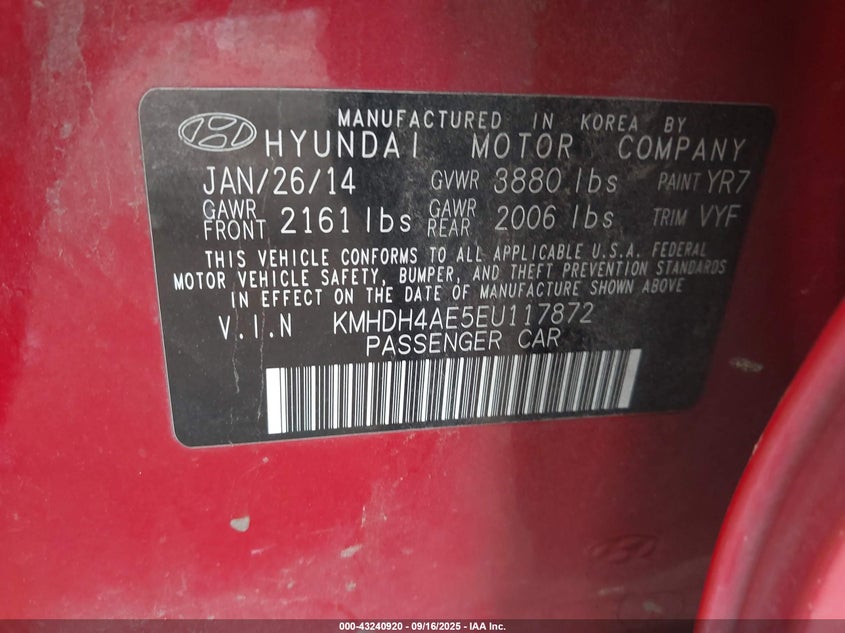 MANUFACTURED IN KOREA BY
HYUNDAI MOTOR COMPANY
JAN/26/14 GVWR 3880 lbs PAINT YR7
GAWR FRONT 2161 lbs GAWR REAR 2006 lbs TRIM VYF
THIS VEHICLE CONFORMS TO ALL APPLICABLE U.S.A. FEDERAL
MOTOR VEHICLE SAFETY, BUMPER, AND THEFT PREVENTION STANDARDS
IN EFFECT ON THE DATE OF MANUFACTURE SHOWN ABOVE
V.I.N KMHDH4AE5EU117872
PASSENGER CAR
000-43240920 - 09/16/2025 - IAA Inc.